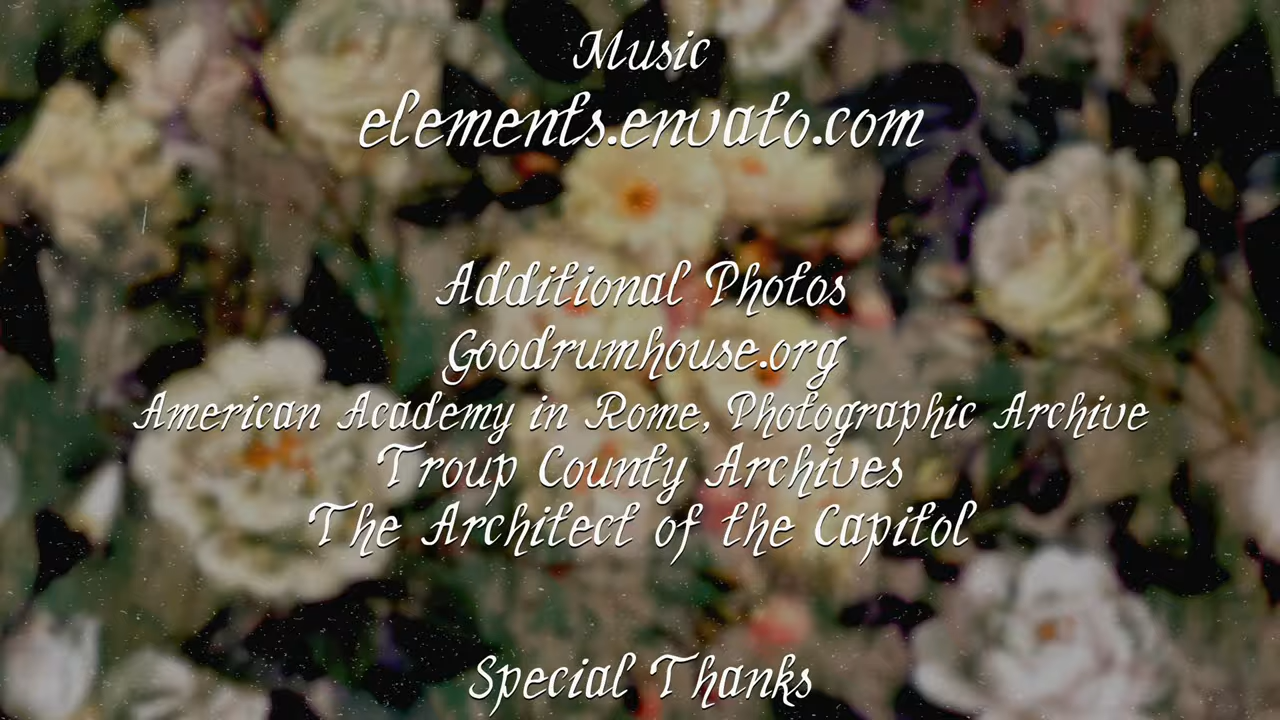 Music
elements.envato.com
Additional Photos
Goodrumhouse.org
American Academy in Rome, Photographic Archive
Troup County Archives
The Architect of the Capitol
Special Thanks